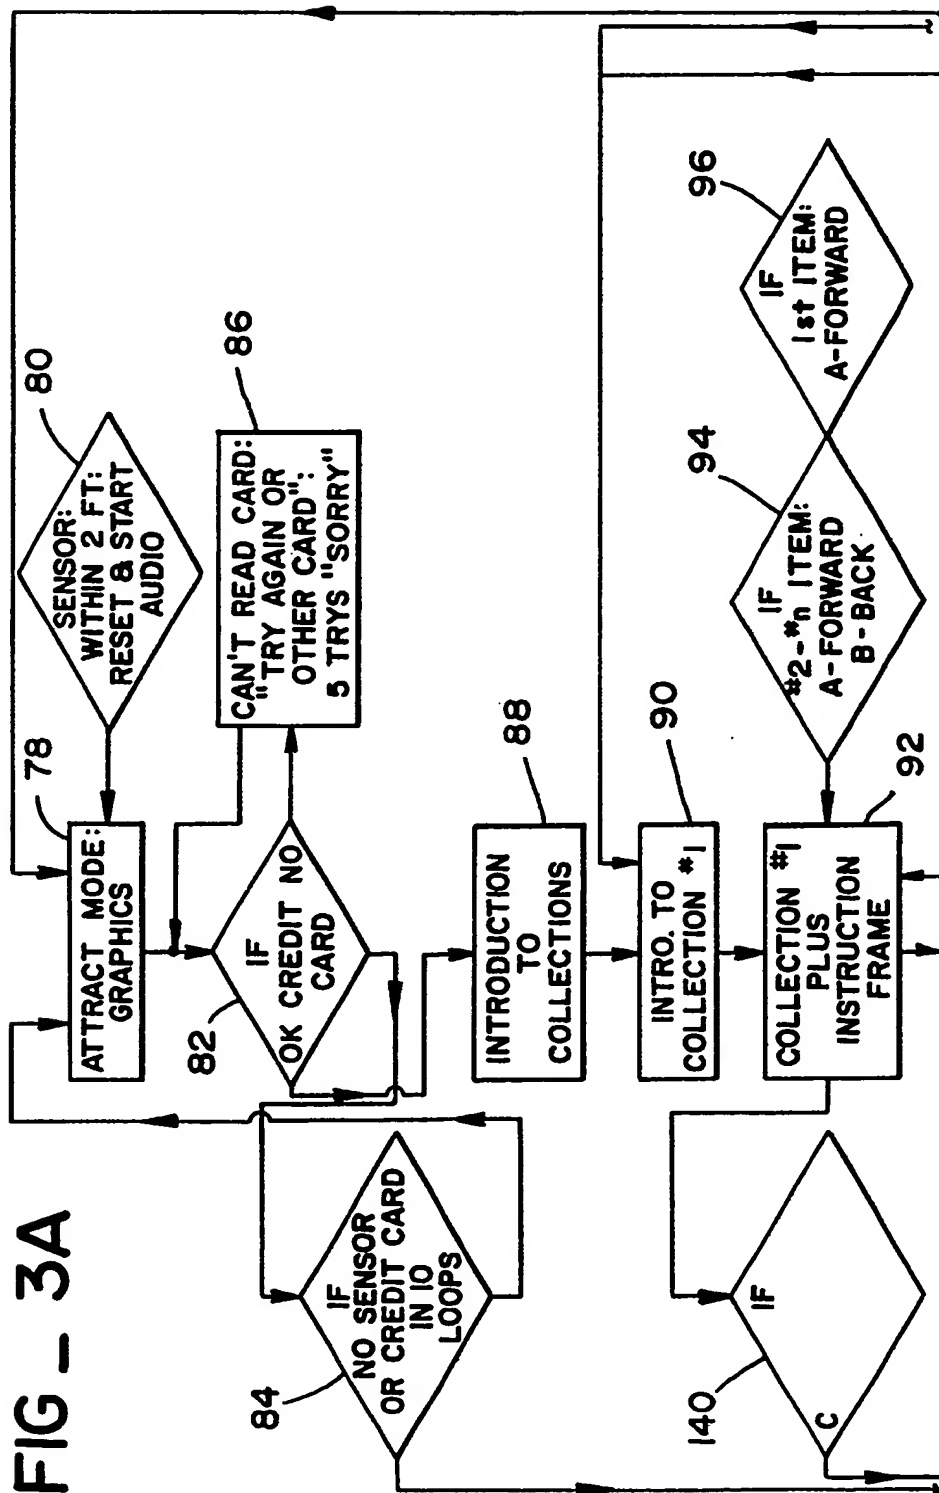 FIG_3A
78
ATTRACT MODE:
GRAPHICS
80
SENSOR:
WITHIN 2 FT:
RESET & START
AUDIO
82
IF
OK CREDIT NO
CARD
86
CAN'T READ CARD:
"TRY AGAIN OR
OTHER CARD":
5 TRYS "SORRY"
84
IF
NO SENSOR
OR CREDIT CARD
IN 10
LOOPS
88
INTRODUCTION
TO
COLLECTIONS
90
INTRO. TO
COLLECTION #1
92
COLLECTION #1
PLUS
INSTRUCTION
FRAME
94
IF
#2-#n ITEM:
A-FORWARD
B-BACK
96
IF
1st ITEM:
A-FORWARD
140
IF
C